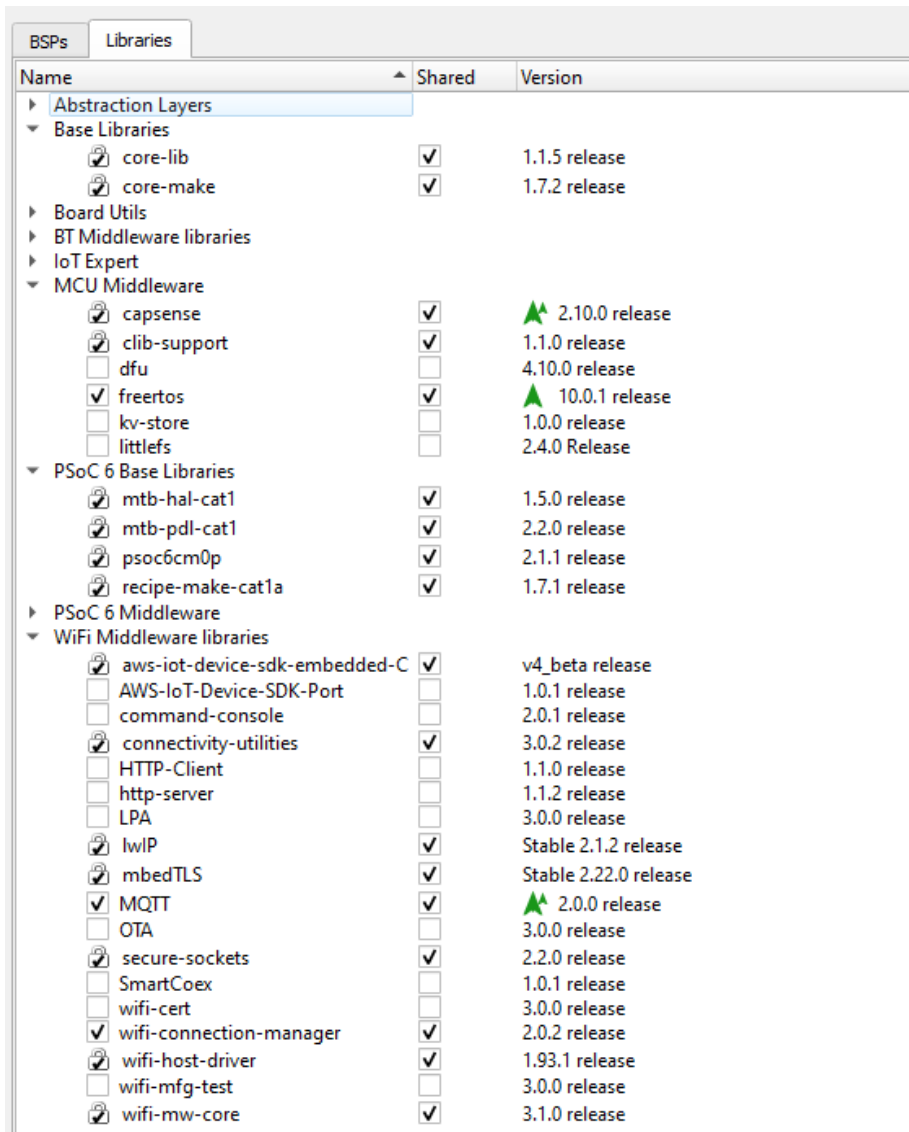 BSPs Libraries
Name Shared Version
Abstraction Layers
Base Libraries
core-lib 1.1.5 release
core-make 1.7.2 release
Board Utils
BT Middleware libraries
IoT Expert
MCU Middleware
capsense 2.10.0 release
clib-support 1.1.0 release
dfu 4.10.0 release
freertos 10.0.1 release
kv-store 1.0.0 release
littlefs 2.4.0 Release
PSoC 6 Base Libraries
mtb-hal-cat1 1.5.0 release
mtb-pdl-cat1 2.2.0 release
psoc6cm0p 2.1.1 release
recipe-make-cat1a 1.7.1 release
PSoC 6 Middleware
WiFi Middleware libraries
aws-iot-device-sdk-embedded-C v4_beta release
AWS-IoT-Device-SDK-Port 1.0.1 release
command-console 2.0.1 release
connectivity-utilities 3.0.2 release
HTTP-Client 1.1.0 release
http-server 1.1.2 release
LPA 3.0.0 release
lwIP Stable 2.1.2 release
mbedTLS Stable 2.22.0 release
MQTT 2.0.0 release
OTA 3.0.0 release
secure-sockets 2.2.0 release
SmartCoex 1.0.1 release
wifi-cert 3.0.0 release
wifi-connection-manager 2.0.2 release
wifi-host-driver 1.93.1 release
wifi-mfg-test 3.0.0 release
wifi-mw-core 3.1.0 release